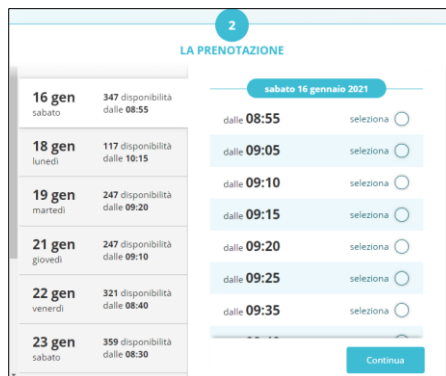 2
LA PRENOTAZIONE
16 gen
sabato
347 disponibilità
dalle 08:55
18 gen
lunedì
117 disponibilità
dalle 10:15
19 gen
martedì
247 disponibilità
dalle 09:20
21 gen
giovedì
247 disponibilità
dalle 09:10
22 gen
venerdì
321 disponibilità
dalle 08:40
23 gen
sabato
359 disponibilità
dalle 08:30
sabato 16 gennaio 2021
dalle 08:55 seleziona
dalle 09:05 seleziona
dalle 09:10 seleziona
dalle 09:15 seleziona
dalle 09:20 seleziona
dalle 09:25 seleziona
dalle 09:35 seleziona
Continua